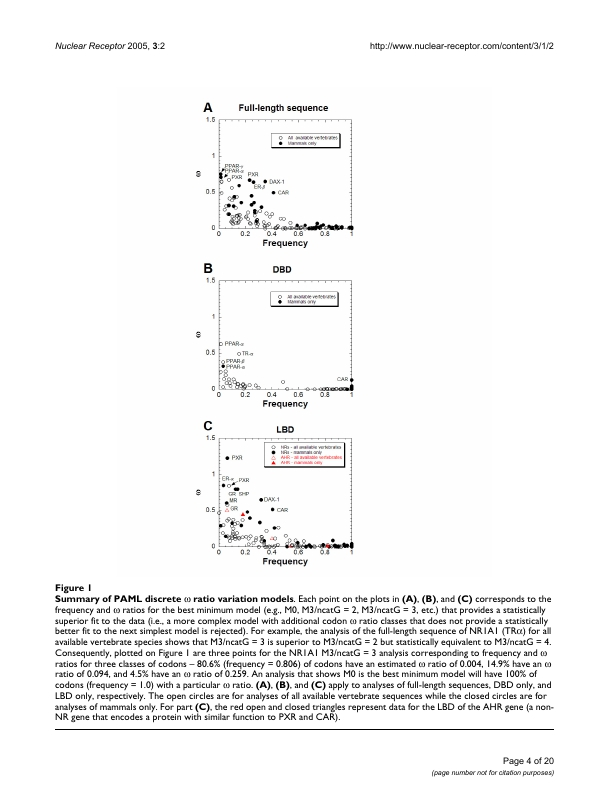 Nuclear Receptor 2005, 3:2
http://www.nuclear-receptor.com/content/3/1/2
A
Full-length sequence
1.5
All available vertebrates
Mammals only
1
ω
PPAR-α
PXR
PXR
DAX-1
ER-β
0.5
CAR
0
0 0.2 0.4 0.6 0.8 1
Frequency
B
DBD
1.5
All available vertebrates
Mammals only
1
ω
PPAR-α
0.5
TR-α
PPAR-β
PPAR-α
CAR
0
0 0.2 0.4 0.6 0.8 1
Frequency
C
LBD
1.5
NRs - all available vertebrates
NRs - mammals only
AHR - all available vertebrates
AHR - mammals only
PXR
1
ω
PXR
GR SHP
MR
DAX-1
GR
CAR
0.5
0
0 0.2 0.4 0.6 0.8 1
Frequency
Figure 1
Summary of PAML discrete ω ratio variation models. Each point on the plots in (A), (B), and (C) corresponds to the
frequency and ω ratios for the best minimum model (e.g., M0, M3/ncatG = 2, M3/ncatG = 3, etc.) that provides a statistically
superior fit to the data (i.e., a more complex model with additional codon ω ratio classes that does not provide a statistically
better fit to the next simplest model is rejected). For example, the analysis of the full-length sequence of NR1A1 (TRα) for all
available vertebrate species shows that M3/ncatG = 3 is superior to M3/ncatG = 2 but statistically equivalent to M3/ncatG = 4.
Consequently, plotted on Figure 1 are three points for the NR1A1 M3/ncatG = 3 analysis corresponding to frequency and ω
ratios for three classes of codons – 80.6% (frequency = 0.806) of codons have an estimated ω ratio of 0.004, 14.9% have an ω
ratio of 0.094, and 4.5% have an ω ratio of 0.259. An analysis that shows M0 is the best minimum model will have 100% of
codons (frequency = 1.0) with a particular ω ratio. (A), (B), and (C) apply to analyses of full-length sequences, DBD only, and
LBD only, respectively. The open circles are for analyses of all available vertebrate sequences while the closed circles are for
analyses of mammals only. For part (C), the red open and closed triangles represent data for the LBD of the AHR gene (a non-
NR gene that encodes a protein with similar function to PXR and CAR).
Page 4 of 20
(page number not for citation purposes)